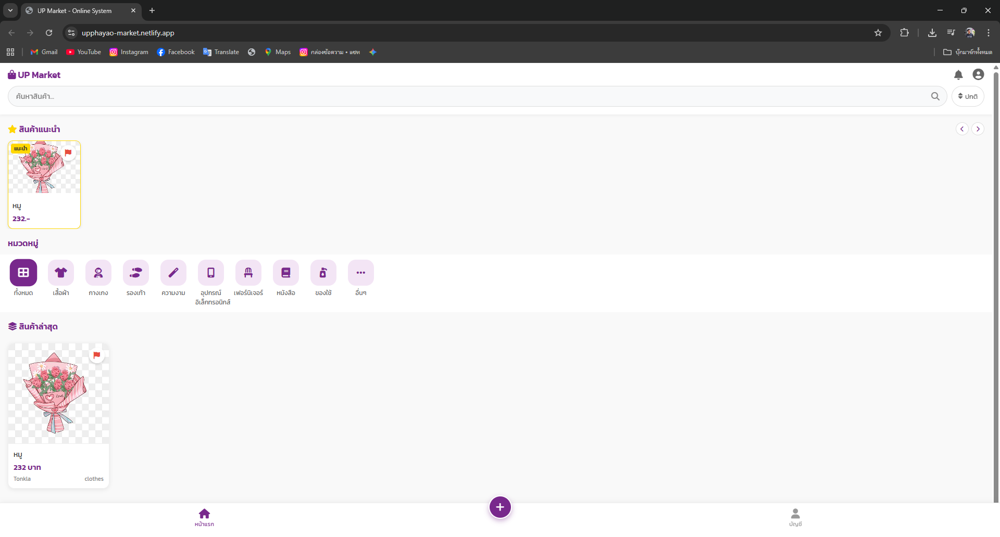 UP Market - Online System
upphayao-market.netlify.app
Gmail
YouTube
Instagram
Facebook
Translate
Maps
กล่องข้อความ • แชท
บุ๊กมาร์กทั้งหมด
UP Market
ค้นหาสินค้า...
ปกติ
สินค้าแนะนำ
แนะนำ
หมู
232.-
หมวดหมู่
ทั้งหมด
เสื้อผ้า
กางเกง
รองเท้า
ความงาม
อุปกรณ์
อิเล็กทรอนิกส์
เฟอร์นิเจอร์
หนังสือ
ของใช้
อื่นๆ
สินค้าล่าสุด
Love
หมู
232 บาท
Tonkla
clothes
หน้าแรก
บัญชี